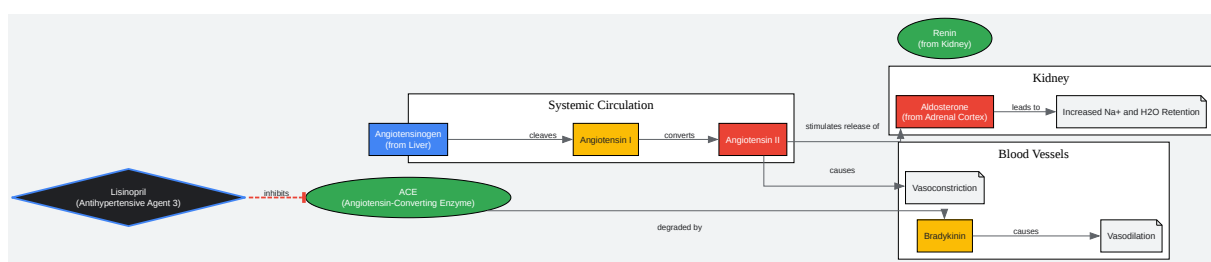 Renin
(from Kidney)
Kidney
Systemic Circulation
Aldosterone
(from Adrenal Cortex)
leads to
Increased Na+ and H2O Retention
Angiotensinogen
(from Liver)
cleaves
Angiotensin I
converts
Angiotensin II
stimulates release of
Blood Vessels
causes
Vasoconstriction
Lisinopril
(Antihypertensive Agent 3)
inhibits
ACE
(Angiotensin-Converting Enzyme)
degraded by
Bradykinin
causes
Vasodilation